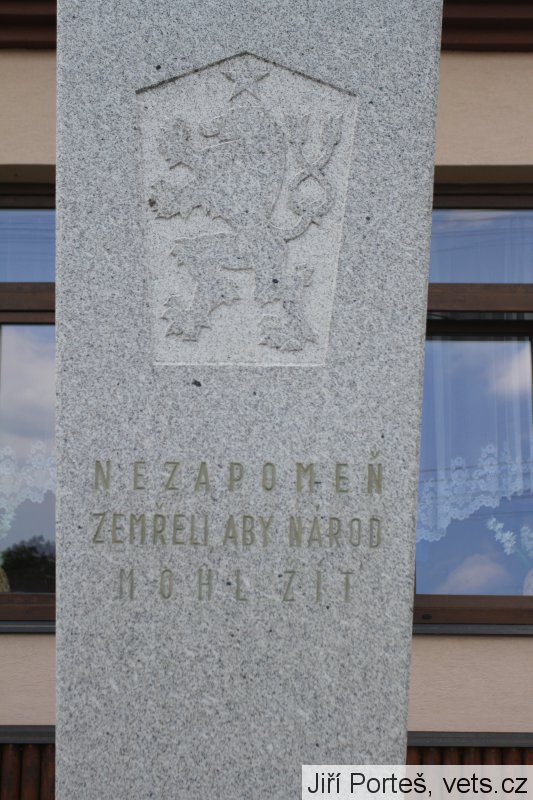 NEZAPOMEŇ
ZEMŘELI, ABY NÁROD
MOHL ŽÍT
Jiří Porteš, vets.cz